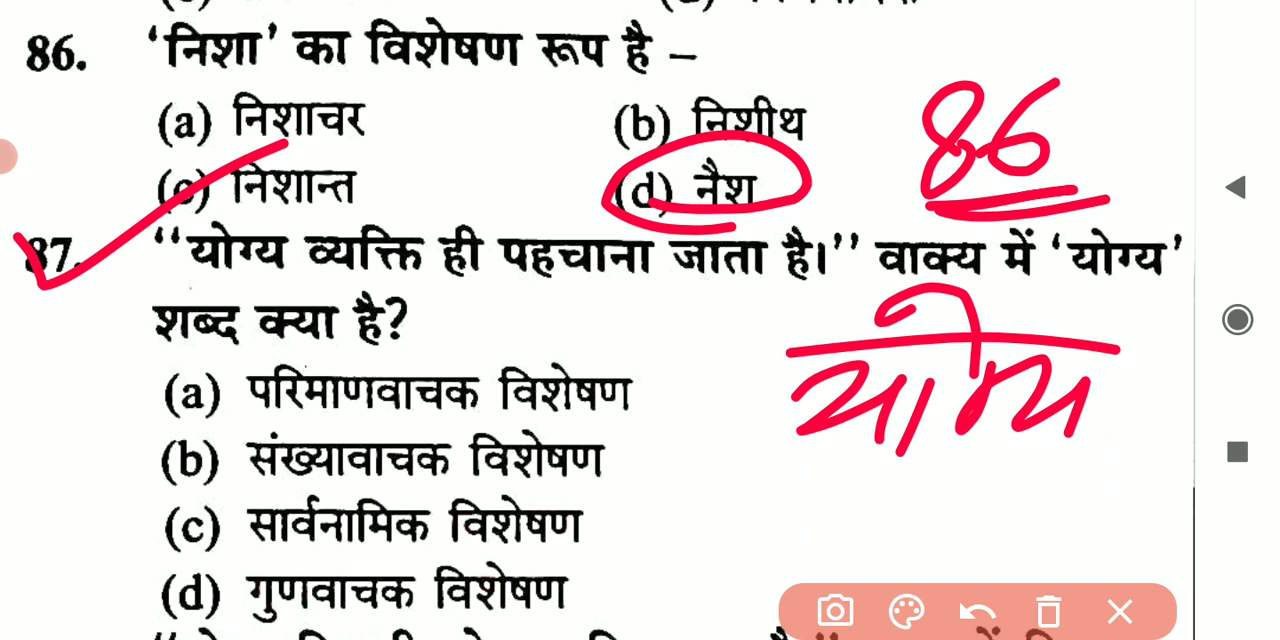 86. 'निशा' का विशेषण रूप है –
(a) निशाचर (b) निशीथ
86
(c) निशान्त (d) नैश
87. "योग्य व्यक्ति ही पहचाना जाता है।" वाक्य में 'योग्य'
शब्द क्या है?
योग्य
(a) परिमाणवाचक विशेषण
(b) संख्यावाचक विशेषण
(c) सार्वनामिक विशेषण
(d) गुणवाचक विशेषण